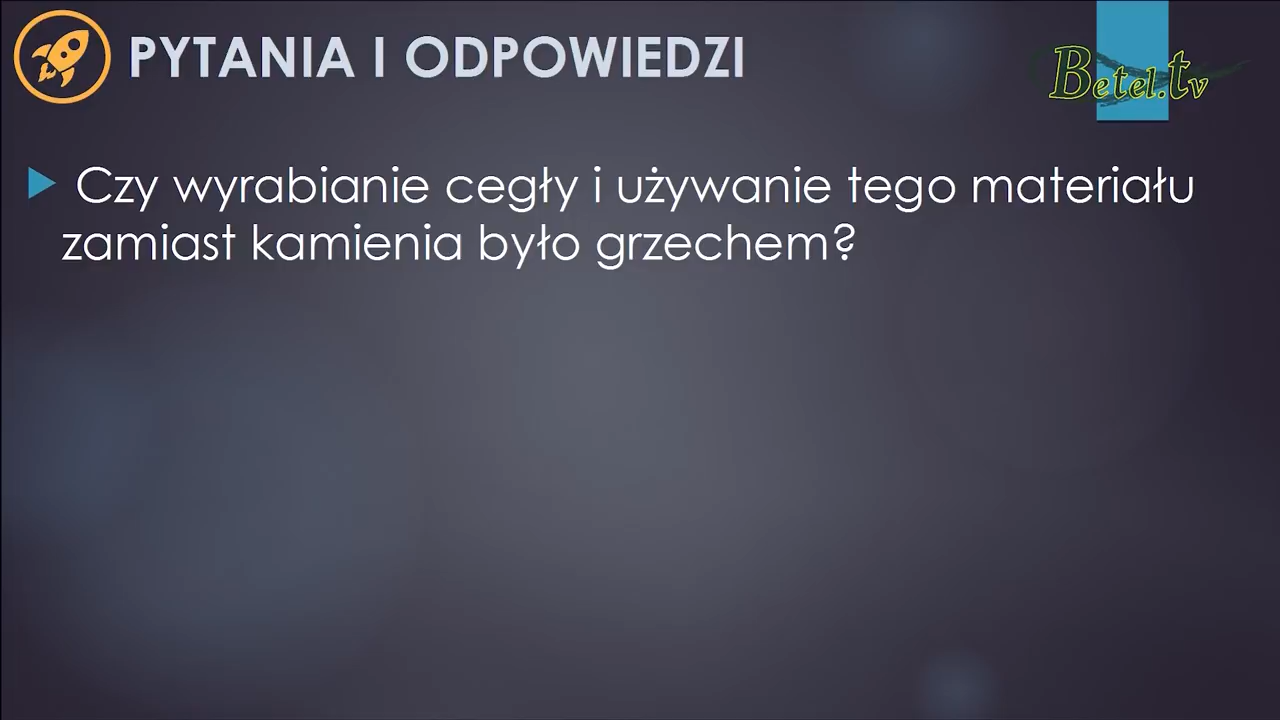 PYTANIA I ODPOWIEDZI
Betel.tv
Czy wyrabianie cegły i używanie tego materiału
zamiast kamienia było grzechem?